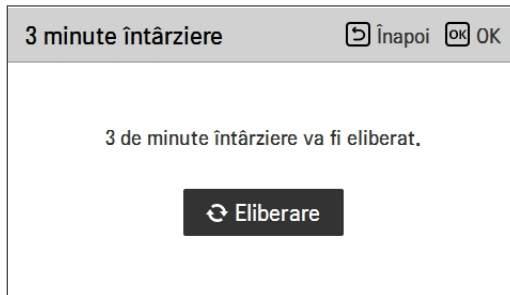 3 minute întârziere Înapoi OK OK
3 de minute întârziere va fi eliberat.
Eliberare